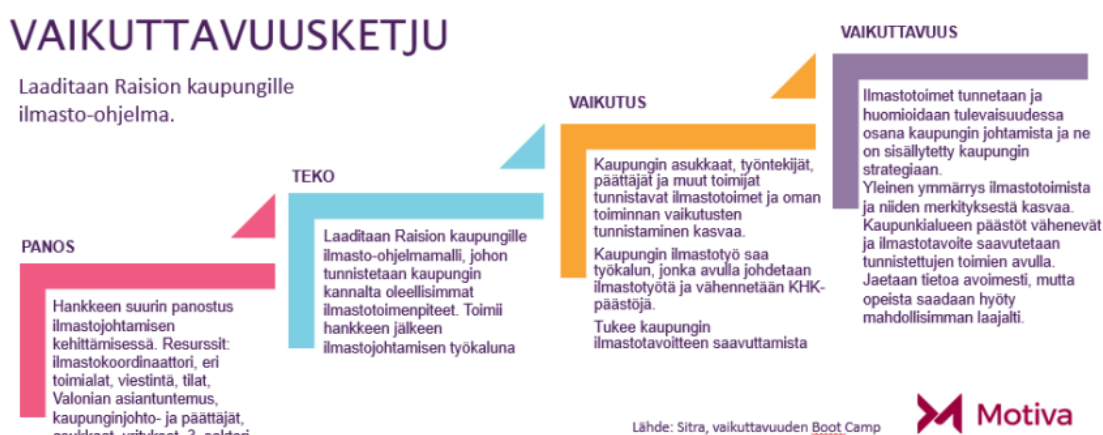 VAIKUTTAVUUSKETJU
Laaditaan Raision kaupungille
ilmasto-ohjelma.
PANOS
Hankkeen suurin panostus
ilmastojohtamisen
kehittämisessä. Resurssit:
ilmastokoordinaattori, eri
toimialat, viestintä, tilat,
Valonian asiantuntemus,
kaupunginjohto- ja päättäjät,
TEKO
Laaditaan Raision kaupungille
ilmasto-ohjelmamalli, johon
tunnistetaan kaupungin
kannalta oleellisimmat
ilmastotoimenpiteet. Toimii
hankkeen jälkeen
ilmastojohtamisen työkaluna
VAIKUTUS
Kaupungin asukkaat, työntekijät,
päättäjät ja muut toimijat
tunnistavat ilmastotoimet ja oman
toiminnan vaikutusten
tunnistaminen kasvaa.
Kaupungin ilmastotyö saa
työkalun, jonka avulla johdetaan
ilmastotyötä ja vähennetään KHK-
päästöjä.
Tukee kaupungin
ilmastotavoitteen saavuttamista
VAIKUTTAVUUS
Ilmastotoimet tunnetaan ja
huomioidaan tulevaisuudessa
osana kaupungin johtamista ja ne
on sisällytetty kaupungin
strategiaan.
Yleinen ymmärrys ilmastotoimista
ja niiden merkityksestä kasvaa.
Kaupunkialueen päästöt vähenevät
ja ilmastotavoite saavutetaan
tunnistettujen toimien avulla.
Jaetaan tietoa avoimesti, mutta
opeista saadaan hyöty
mahdollisimman laajalti.
Lähde: Sitra, vaikuttavuuden Boot Camp
Motiva